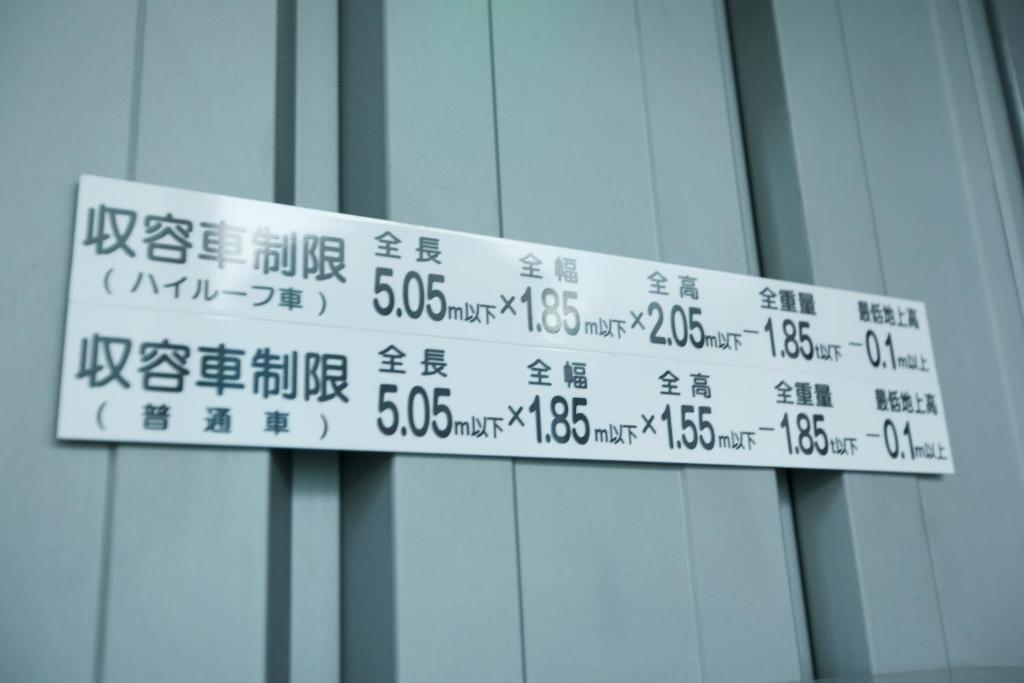 収容車制限 全長 全幅 全高 全重量 最低地上高
(ハイルーフ車) 5.05m以下×1.85m以下×2.05m以下−1.85t以下−0.1m以上
収容車制限 全長 全幅 全高 全重量 最低地上高
(普通車) 5.05m以下×1.85m以下×1.55m以下−1.85t以下−0.1m以上